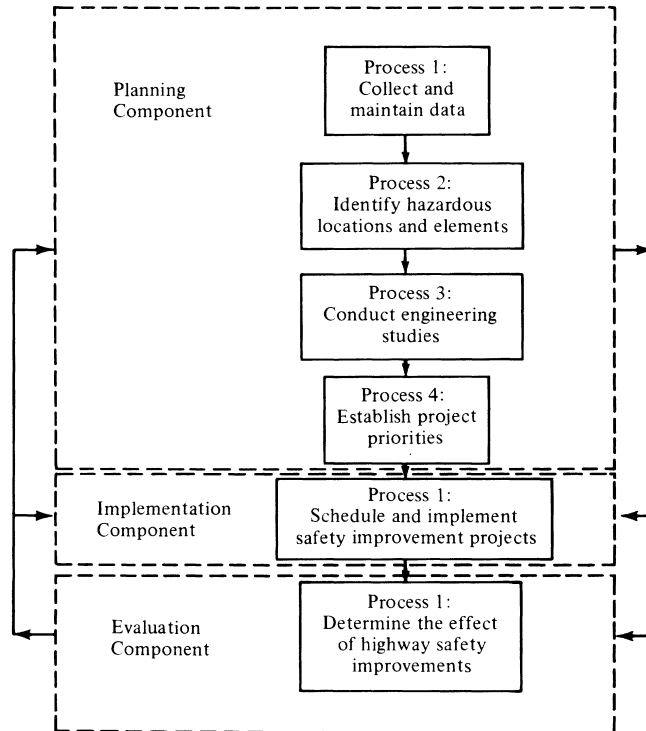 Planning
Component
Process 1:
Collect and
maintain data
Process 2:
Identify hazardous
locations and elements
Process 3:
Conduct engineering
studies
Process 4:
Establish project
priorities
Implementation
Component
Process 1:
Schedule and implement
safety improvement projects
Evaluation
Component
Process 1:
Determine the effect
of highway safety
improvements